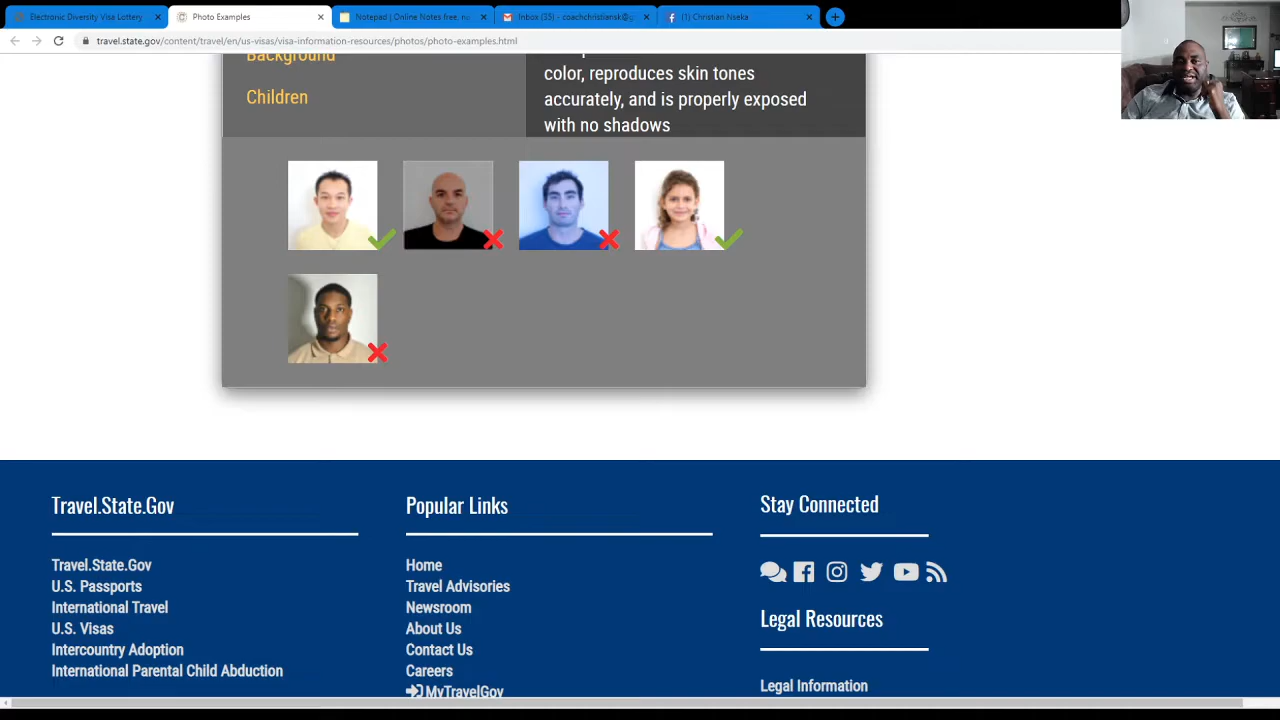 Electronic Diversity Visa Lottery
Photo Examples
Notepad | Online Notes free, no
Inbox (35) - coachchristiansk@g
(1) Christian Nseka
travel.state.gov/content/travel/en/us-visas/visa-information-resources/photos/photo-examples.html
Background
Children
color, reproduces skin tones
accurately, and is properly exposed
with no shadows
Travel.State.Gov
Travel.State.Gov
U.S. Passports
International Travel
U.S. Visas
Intercountry Adoption
International Parental Child Abduction
Popular Links
Home
Travel Advisories
Newsroom
About Us
Contact Us
Careers
MyTravelGov
Stay Connected
Legal Resources
Legal Information